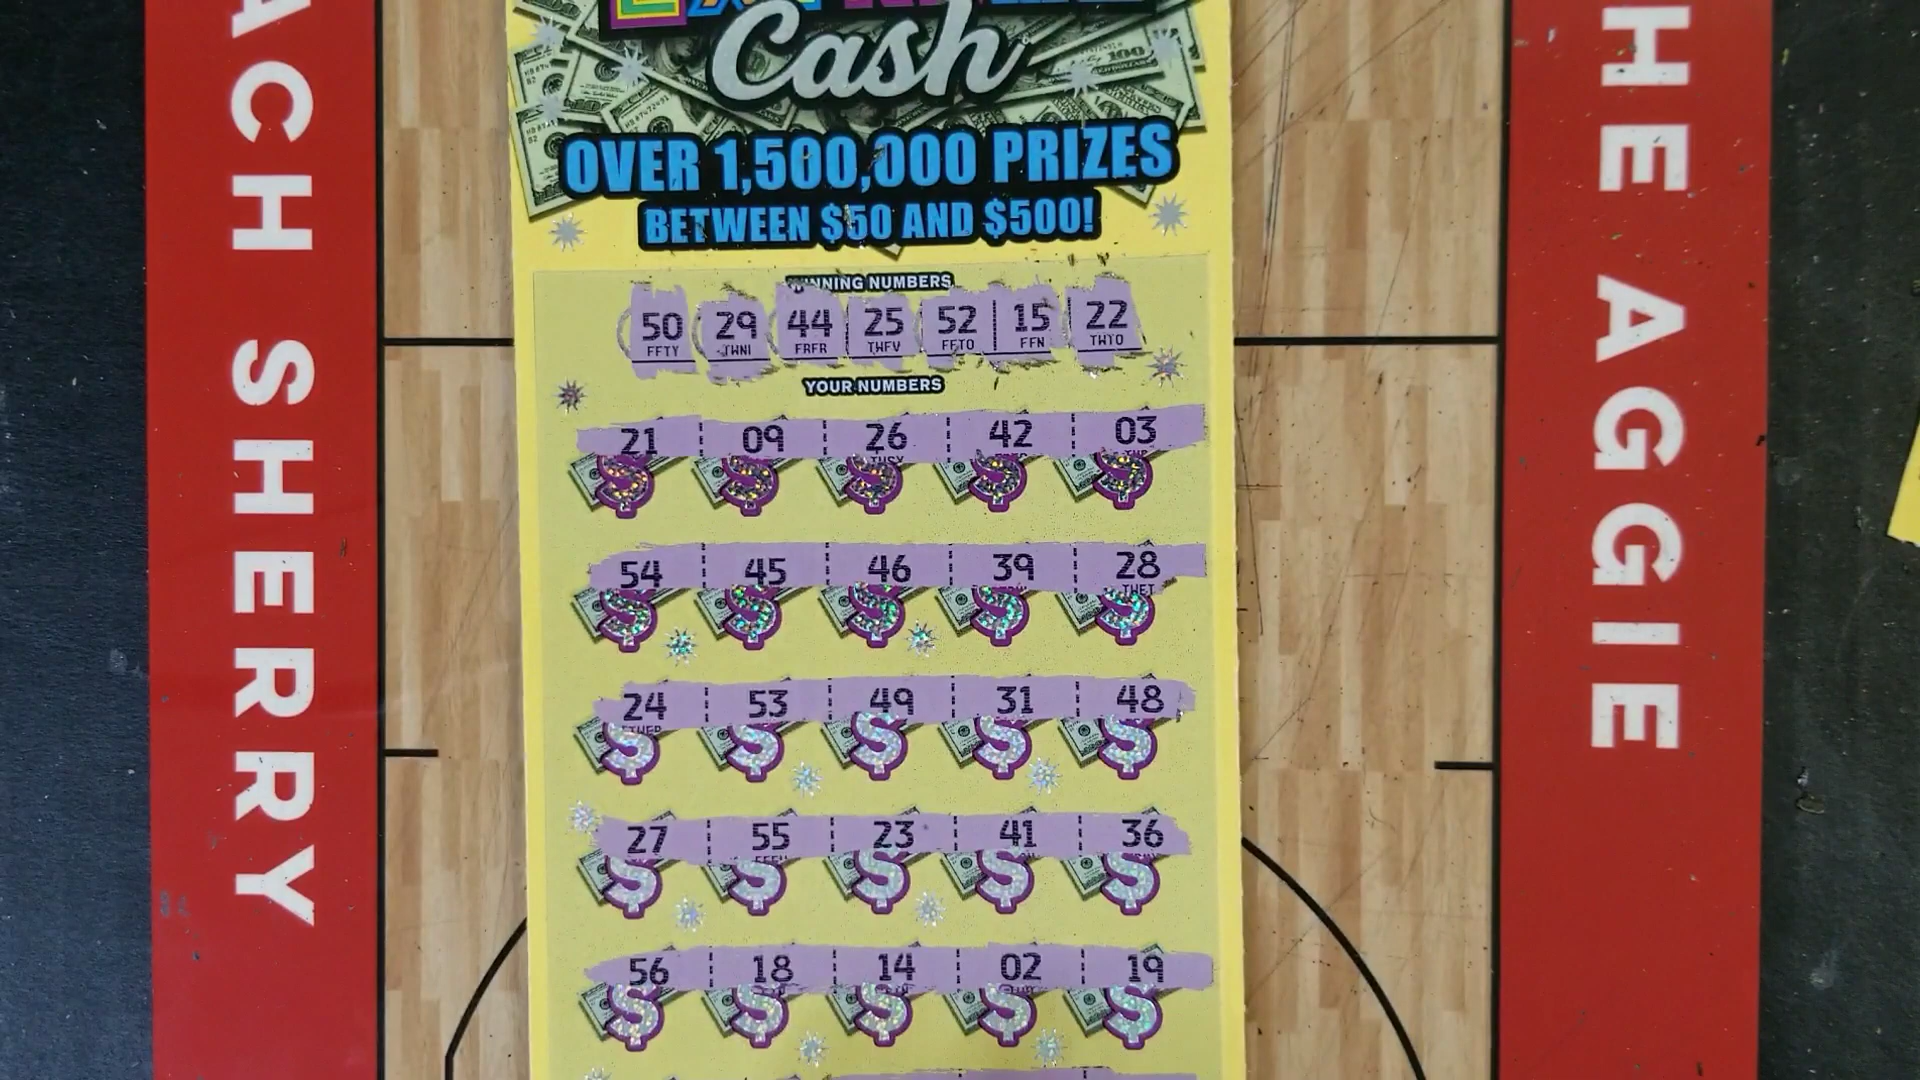 Cash
OVER 1,500,000 PRIZES
BETWEEN $50 AND $500!
WINNING NUMBERS
50 29 44 25 52 15 22
FFTY TWNI FRFR TWFV FFTO FFN TWTO
YOUR NUMBERS
21 09 26 42 03
54 45 46 39 28
24 53 49 31 48
27 55 23 41 36
56 18 14 02 19
ACH SHERRY
HE AGGIE